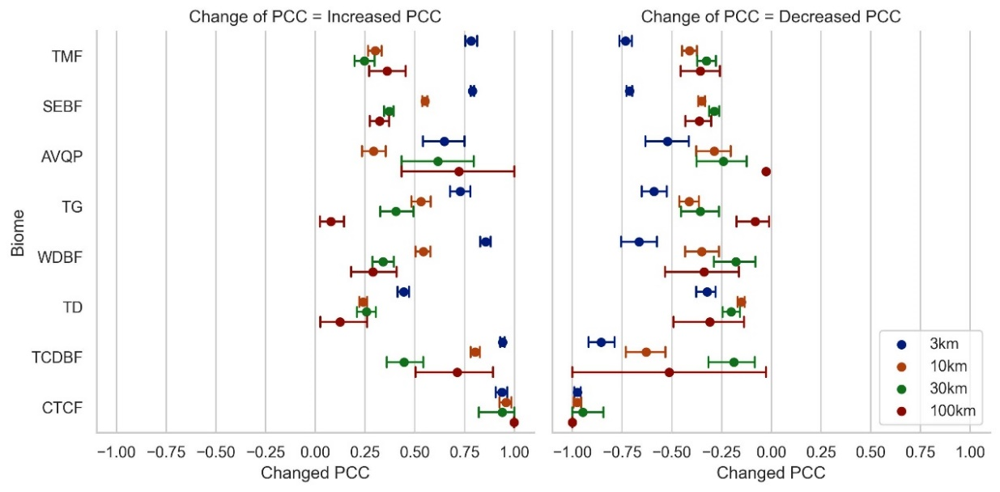 Change of PCC = Increased PCC
Change of PCC = Decreased PCC
Biome
TMF
SEBF
AVQP
TG
WDBF
TD
TCDBF
CTCF
3km
10km
30km
100km
−1.00 −0.75 −0.50 −0.25 0.00 0.25 0.50 0.75 1.00
−1.00 −0.75 −0.50 −0.25 0.00 0.25 0.50 0.75 1.00
Changed PCC
Changed PCC